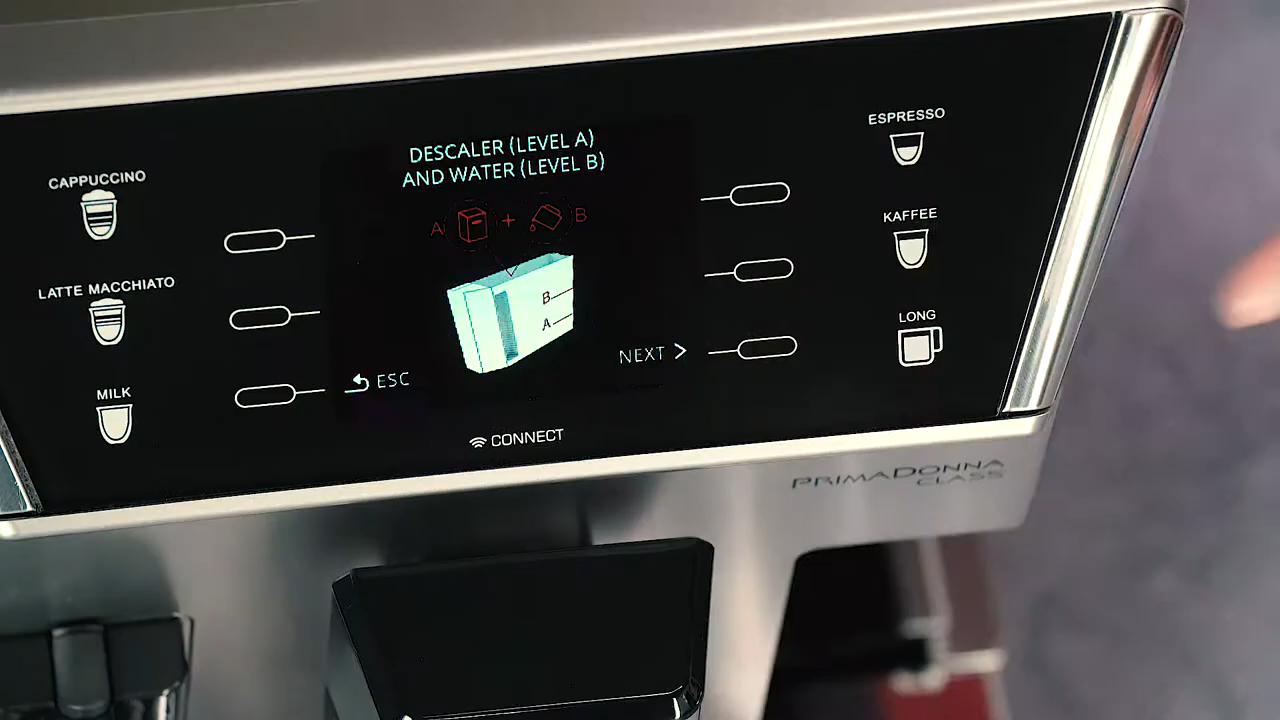 CAPPUCCINO
LATTE MACCHIATO
MILK
DESCALER (LEVEL A)
AND WATER (LEVEL B)
A + B
B
A
NEXT >
ESC
CONNECT
ESPRESSO
KAFFEE
LONG
PRIMADONNA
CLASS